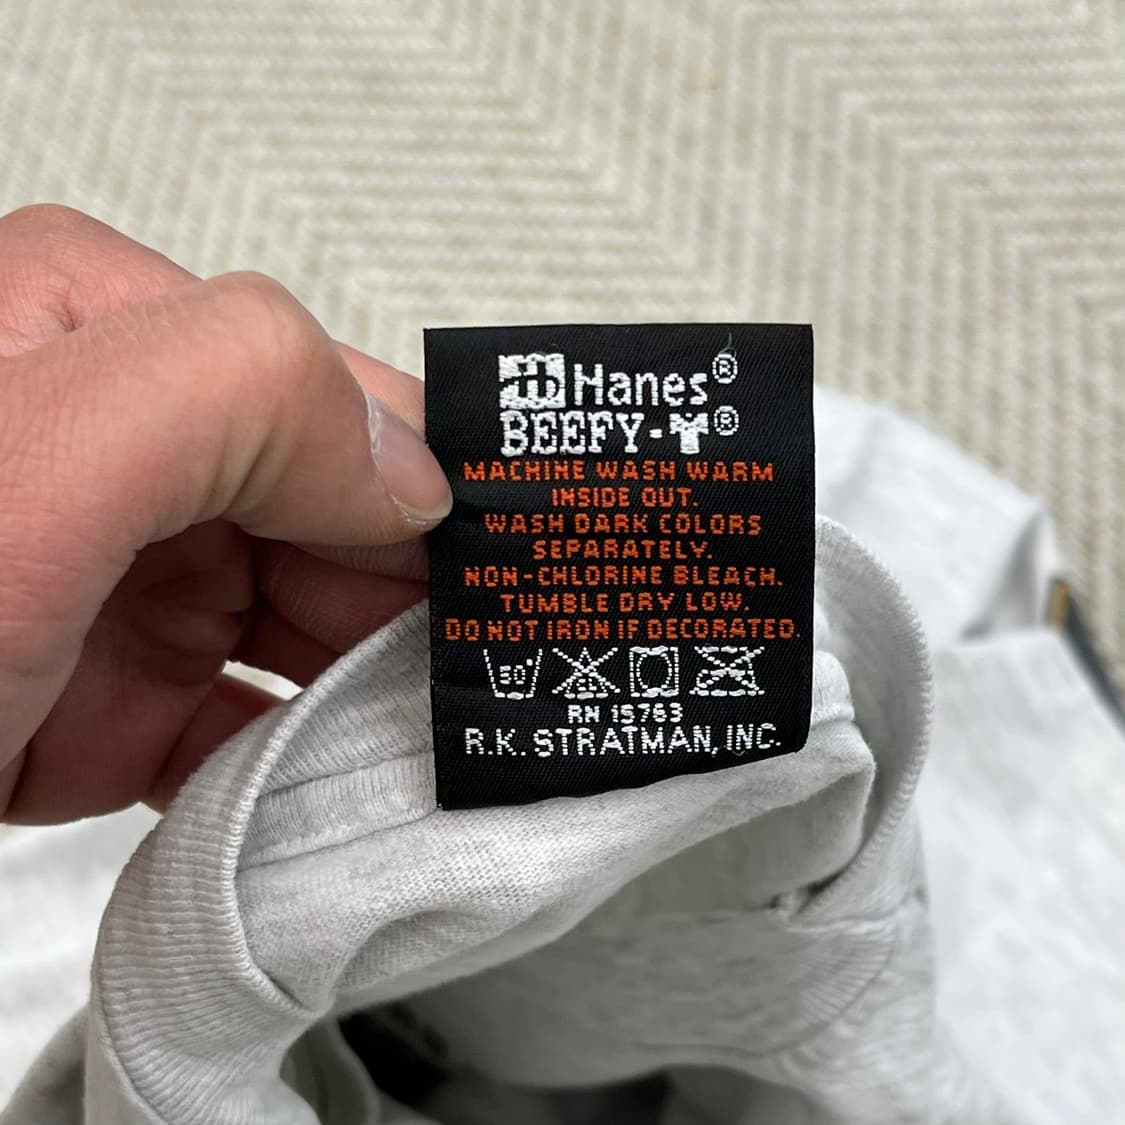 Hanes®
BEEFY-T®
MACHINE WASH WARM
INSIDE OUT.
WASH DARK COLORS
SEPARATELY.
NON-CHLORINE BLEACH.
TUMBLE DRY LOW.
DO NOT IRON IF DECORATED.
RN 15763
R.K. STRATMAN, INC.